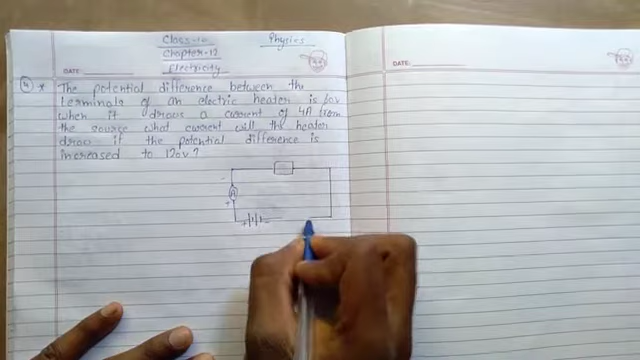 Class-10 Physics
Chapter-12
Electricity
DATE:
DATE:
4 * The potential difference between the
terminals of an electric heater is 60V
when it draws a current of 4A from
the source what current will the heater
draw if the potential difference is
increased to 120V?
A
+
+ -